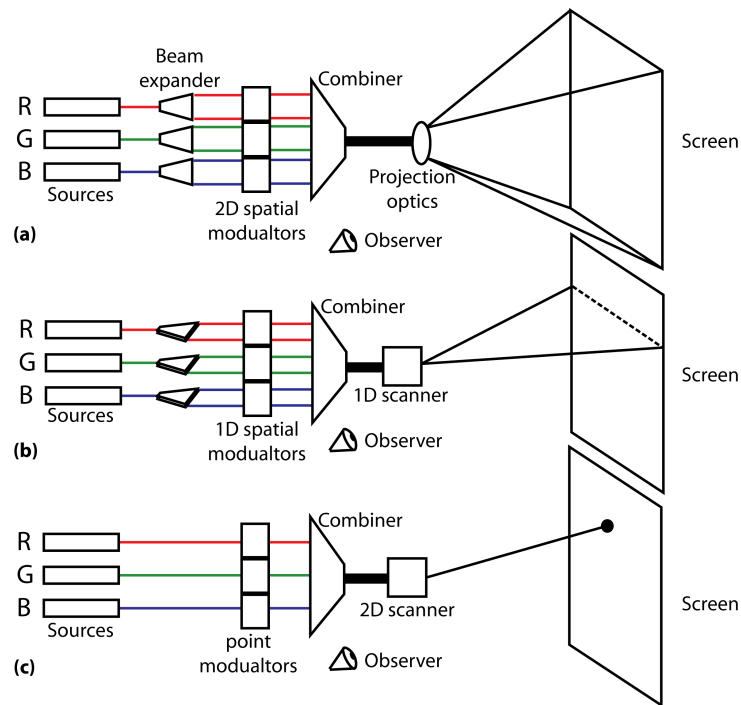 Beam
expander
Combiner
R
G
B
Sources
2D spatial
modualtors
Projection
optics
Screen
(a)
Observer
Combiner
R
G
B
Sources
1D scanner
Screen
1D spatial
modualtors
(b)
Observer
Combiner
R
G
B
Sources
2D scanner
Screen
point
modualtors
(c)
Observer